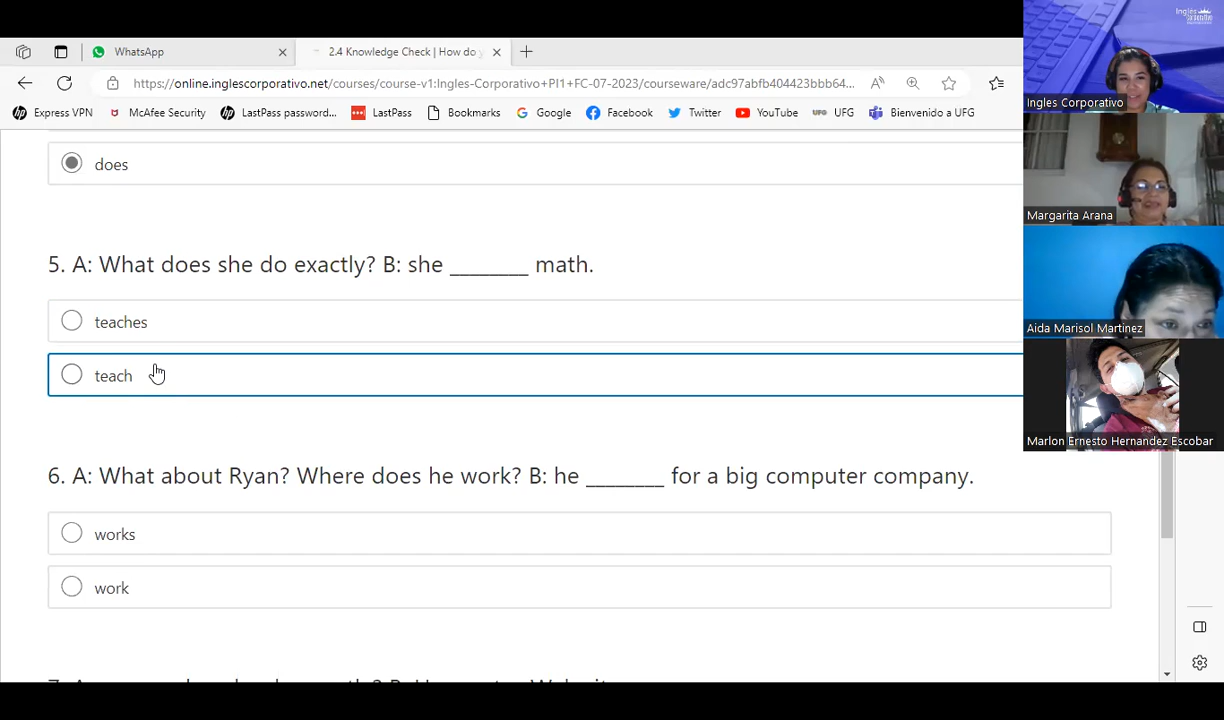 Inglés
Corporativo
WhatsApp
2.4 Knowledge Check | How do y
https://online.inglescorporativo.net/courses/course-v1:Ingles-Corporativo+PI1+FC-07-2023/courseware/adc97abfb404423bbb64...
Express VPN
McAfee Security
LastPass password...
LastPass
Bookmarks
Google
Facebook
Twitter
YouTube
UFG
Bienvenido a UFG
Ingles Corporativo
does
Margarita Arana
5. A: What does she do exactly? B: she ________ math.
teaches
Aida Marisol Martinez
teach
Marlon Ernesto Hernandez Escobar
6. A: What about Ryan? Where does he work? B: he ________ for a big computer company.
works
work